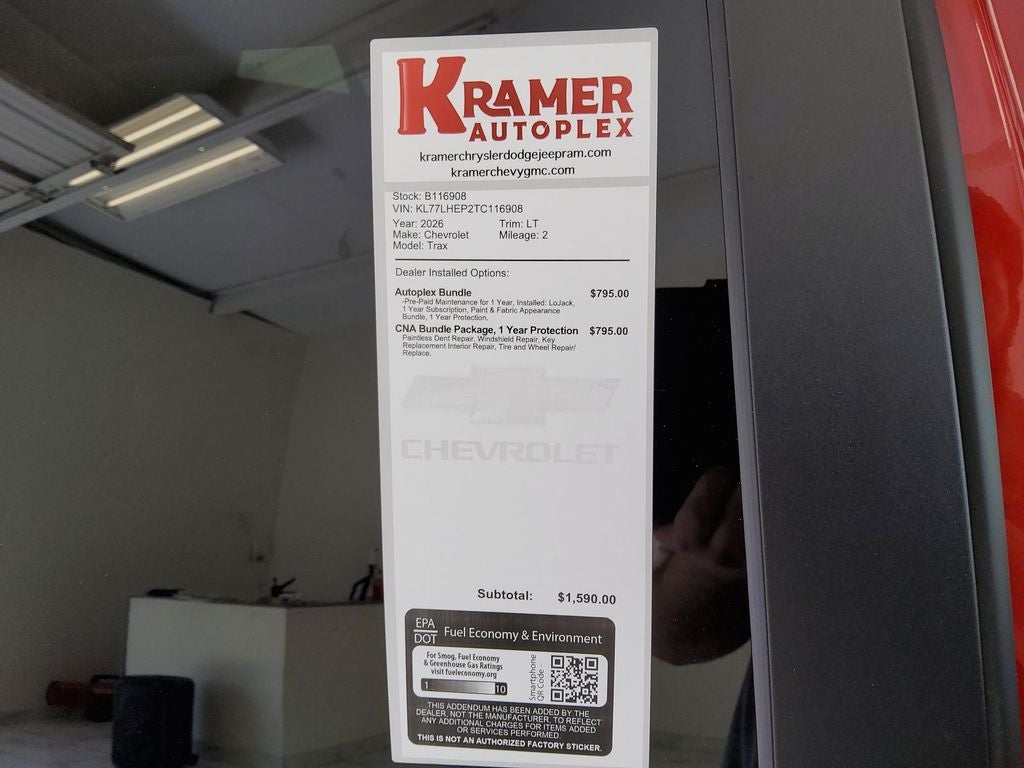 KRAMER
AUTOPLEX
kramerchryslerdodgejeepram.com
kramerchevygmc.com
Stock: B116908
VIN: KL77LHEP2TC116908
Year: 2026 Trim: LT
Make: Chevrolet Mileage: 2
Model: Trax
Dealer Installed Options:
Autoplex Bundle $795.00
-Pre-Paid Maintenance for 1 Year, Installed: LoJack,
1 Year Subscription, Paint & Fabric Appearance
Bundle, 1 Year Protection.
CNA Bundle Package, 1 Year Protection $795.00
Paintless Dent Repair, Windshield Repair, Key
Replacement Interior Repair, Tire and Wheel Repair/
Replace.
CHEVROLET
Subtotal: $1,590.00
EPA
DOT Fuel Economy & Environment
For Smog, Fuel Economy
& Greenhouse Gas Ratings
visit fueleconomy.org
1 10
Smartphone
QR Code -
THIS ADDENDUM HAS BEEN ADDED BY THE
DEALER, NOT THE MANUFACTURER, TO REFLECT
ANY ADDITIONAL CHARGES FOR ITEMS ADDED
OR SERVICES PERFORMED.
THIS IS NOT AN AUTHORIZED FACTORY STICKER.